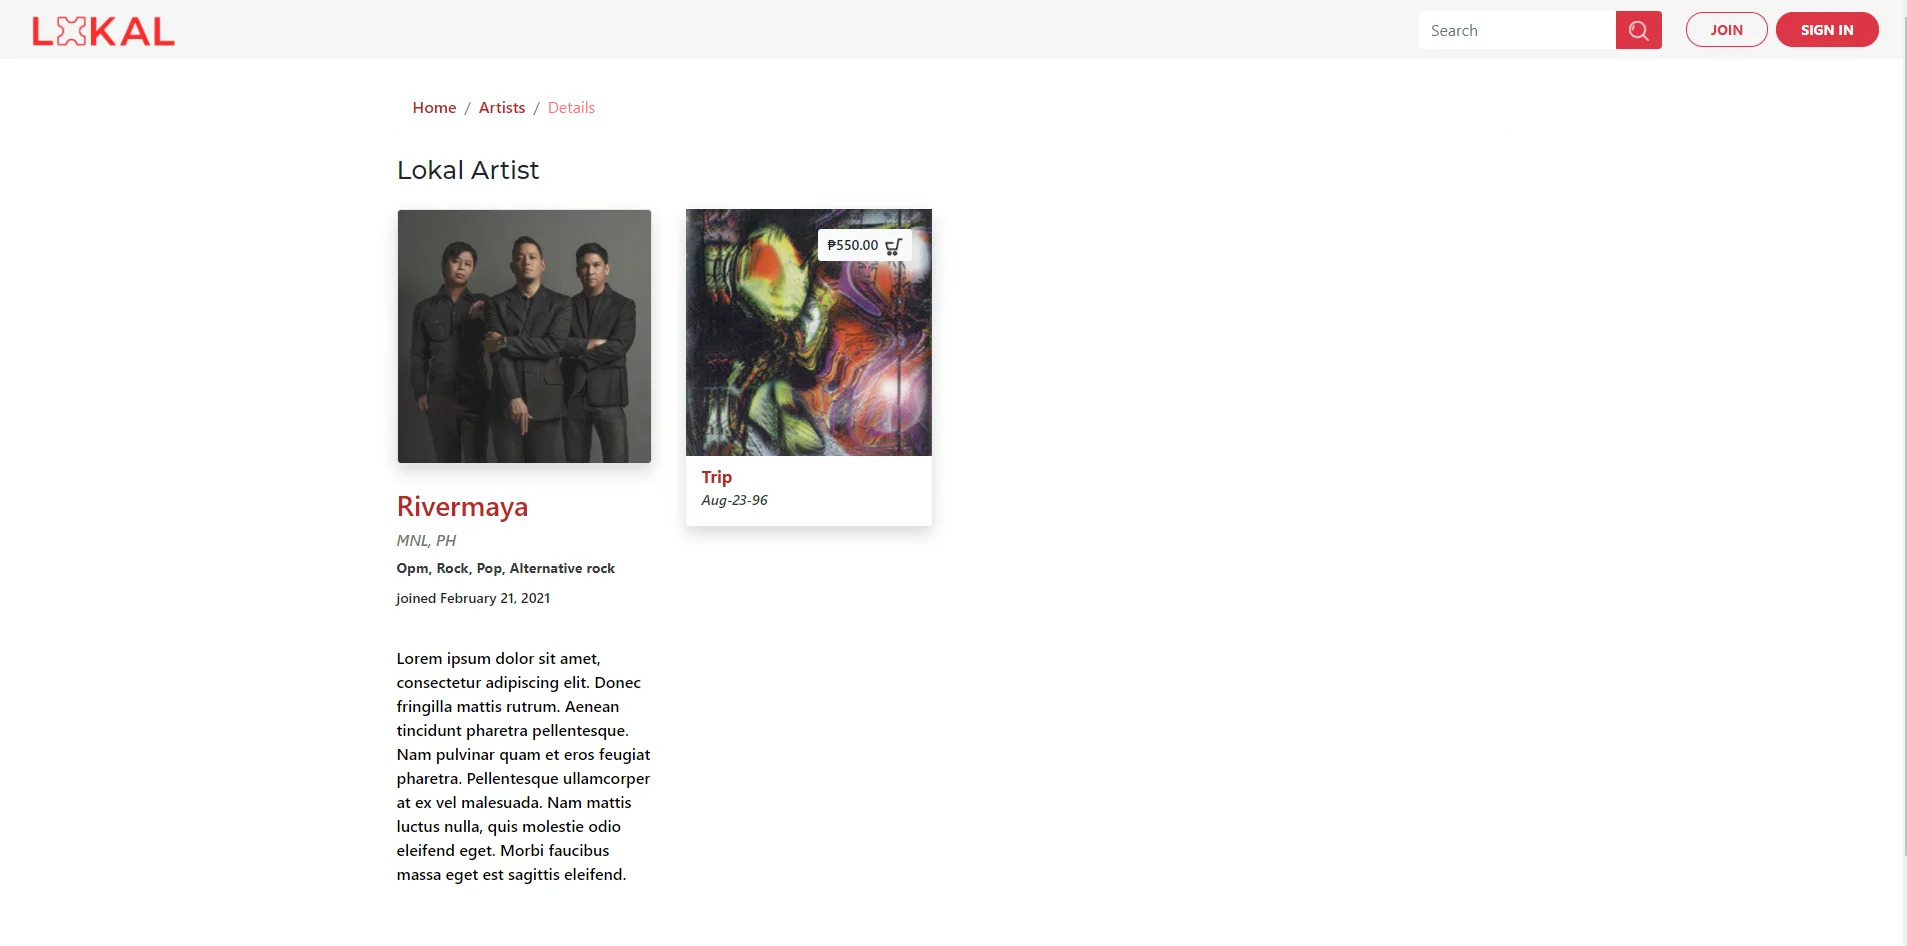 LOKAL
Search
JOIN
SIGN IN
Home / Artists / Details
Lokal Artist
₱550.00
Trip
Aug-23-96
Rivermaya
MNL, PH
Opm, Rock, Pop, Alternative rock
joined February 21, 2021
Lorem ipsum dolor sit amet,
consectetur adipiscing elit. Donec
fringilla mattis rutrum. Aenean
tincidunt pharetra pellentesque.
Nam pulvinar quam et eros feugiat
pharetra. Pellentesque ullamcorper
at ex vel malesuada. Nam mattis
luctus nulla, quis molestie odio
eleifend eget. Morbi faucibus
massa eget est sagittis eleifend.